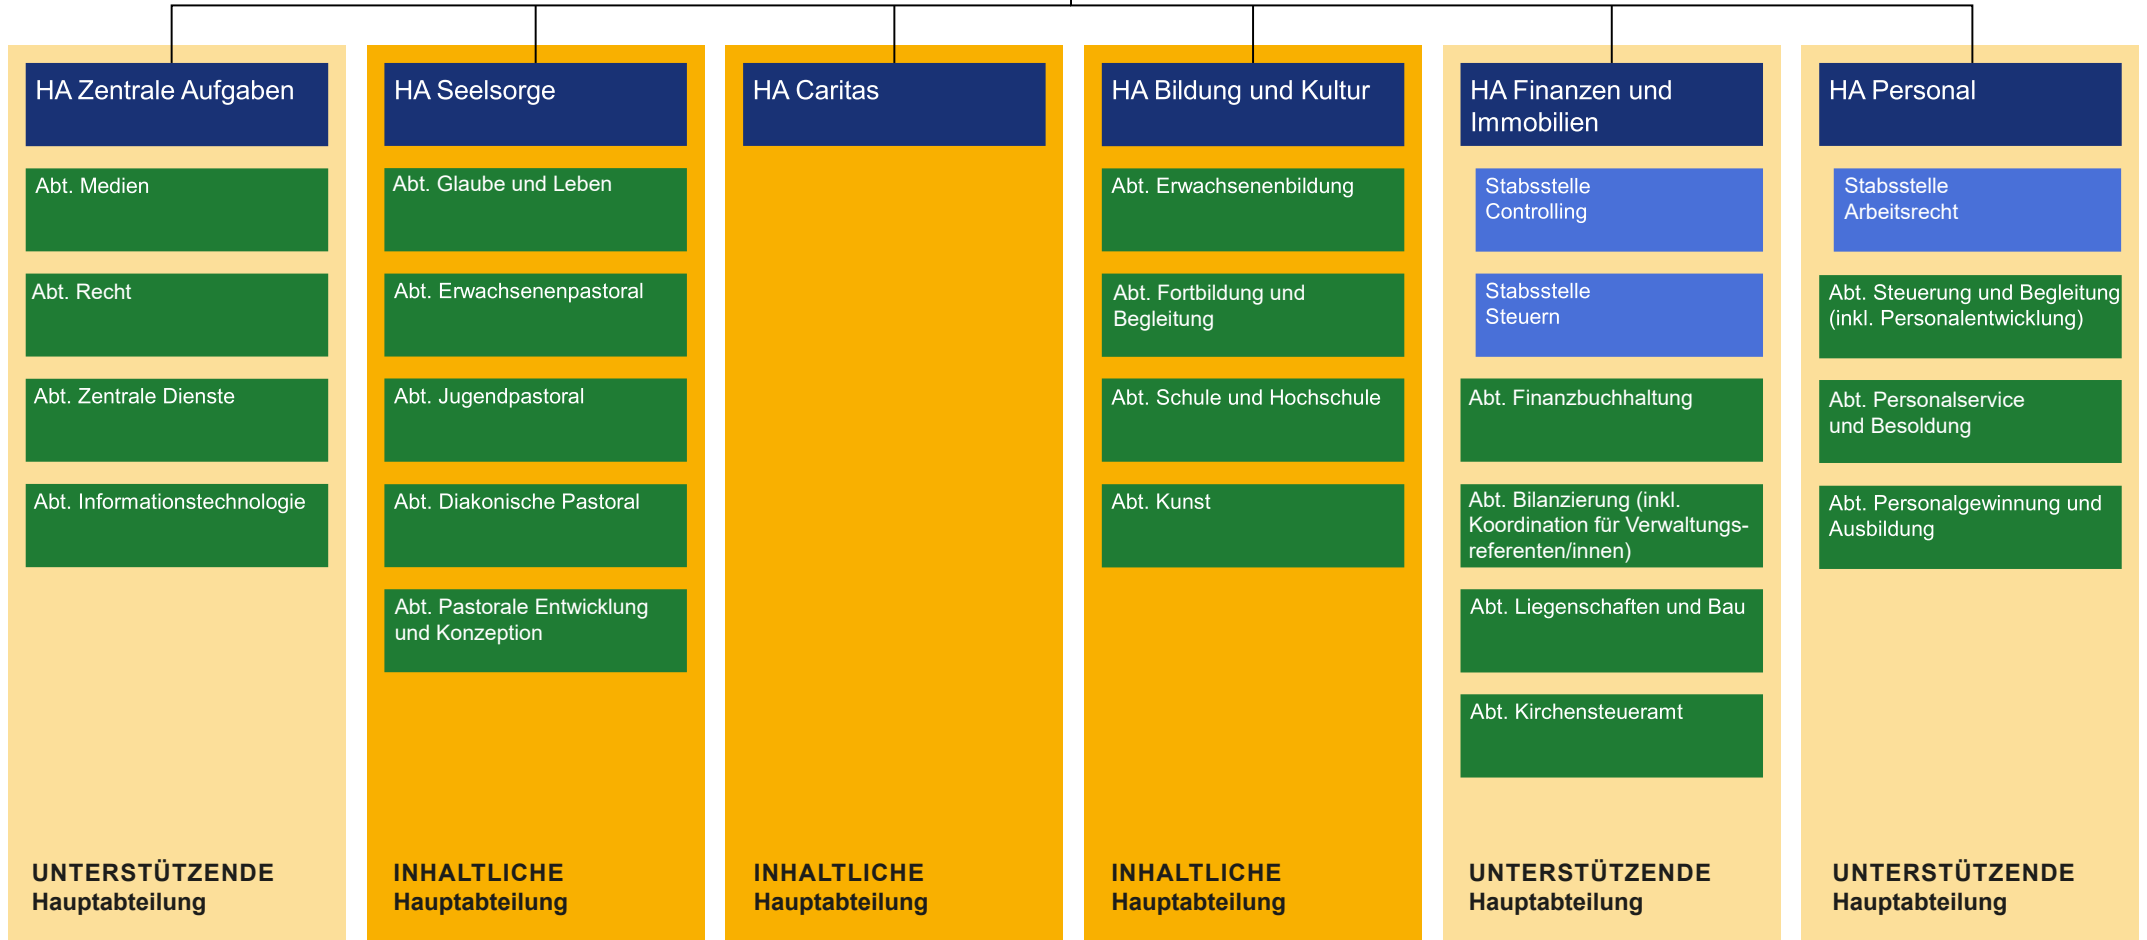 HA Zentrale Aufgaben
Abt. Medien
Abt. Recht
Abt. Zentrale Dienste
Abt. Informationstechnologie
UNTERSTÜTZENDE
Hauptabteilung
HA Seelsorge
Abt. Glaube und Leben
Abt. Erwachsenenpastoral
Abt. Jugendpastoral
Abt. Diakonische Pastoral
Abt. Pastorale Entwicklung
und Konzeption
INHALTLICHE
Hauptabteilung
HA Caritas
INHALTLICHE
Hauptabteilung
HA Bildung und Kultur
Abt. Erwachsenenbildung
Abt. Fortbildung und
Begleitung
Abt. Schule und Hochschule
Abt. Kunst
INHALTLICHE
Hauptabteilung
HA Finanzen und
Immobilien
Stabsstelle
Controlling
Stabsstelle
Steuern
Abt. Finanzbuchhaltung
Abt. Bilanzierung (inkl.
Koordination für Verwaltungs-
referenten/innen)
Abt. Liegenschaften und Bau
Abt. Kirchensteueramt
UNTERSTÜTZENDE
Hauptabteilung
HA Personal
Stabsstelle
Arbeitsrecht
Abt. Steuerung und Begleitung
(inkl. Personalentwicklung)
Abt. Personalservice
und Besoldung
Abt. Personalgewinnung und
Ausbildung
UNTERSTÜTZENDE
Hauptabteilung